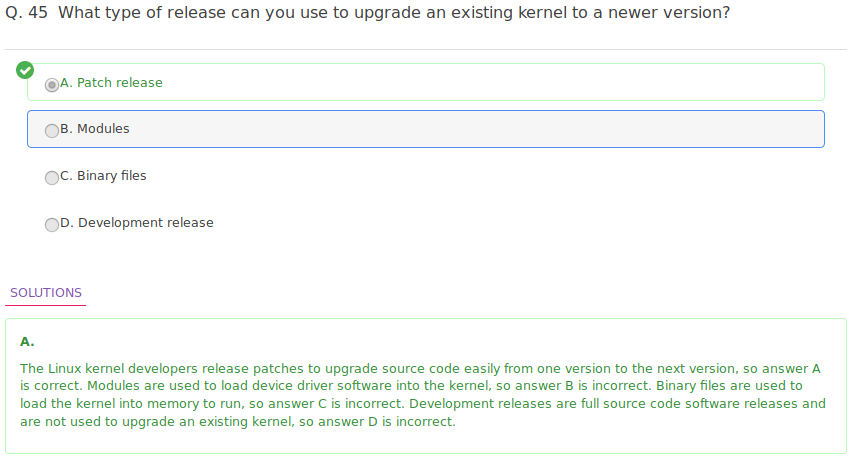 Q. 45  What type of release can you use to upgrade an existing kernel to a newer version?
A. Patch release
B. Modules
C. Binary files
D. Development release
SOLUTIONS
A.
The Linux kernel developers release patches to upgrade source code easily from one version to the next version, so answer A
is correct. Modules are used to load device driver software into the kernel, so answer B is incorrect. Binary files are used to
load the kernel into memory to run, so answer C is incorrect. Development releases are full source code software releases and
are not used to upgrade an existing kernel, so answer D is incorrect.